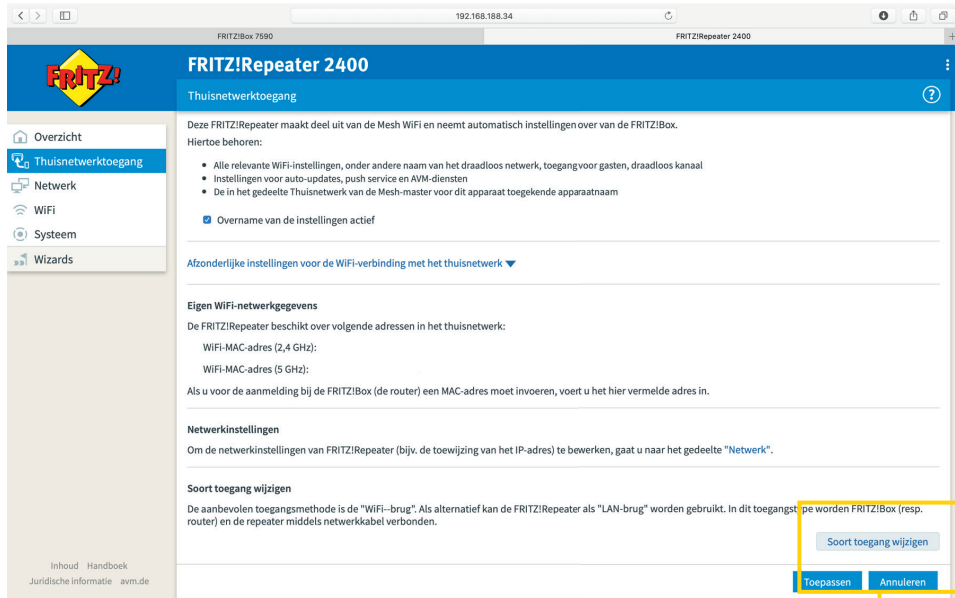 192.168.188.34
FRITZ!Box 7590
FRITZ!Repeater 2400
FRITZ!
FRITZ!Repeater 2400
Thuisnetwerktoegang
Overzicht
Thuisnetwerktoegang
Netwerk
WiFi
Systeem
Wizards
Inhoud Handboek
Juridische informatie avm.de
Deze FRITZ!Repeater maakt deel uit van de Mesh WiFi en neemt automatisch instellingen over van de FRITZ!Box.
Hiertoe behoren:
• Alle relevante WiFi-instellingen, onder andere naam van het draadloos netwerk, toegang voor gasten, draadloos kanaal
• Instellingen voor auto-updates, push service en AVM-diensten
• De in het gedeelte Thuisnetwerk van de Mesh-master voor dit apparaat toegekende apparaatnaam
Overname van de instellingen actief
Afzonderlijke instellingen voor de WiFi-verbinding met het thuisnetwerk
Eigen WiFi-netwerkgegevens
De FRITZ!Repeater beschikt over volgende adressen in het thuisnetwerk:
WiFi-MAC-adres (2,4 GHz):
WiFi-MAC-adres (5 GHz):
Als u voor de aanmelding bij de FRITZ!Box (de router) een MAC-adres moet invoeren, voert u het hier vermelde adres in.
Netwerkinstellingen
Om de netwerkinstellingen van FRITZ!Repeater (bijv. de toewijzing van het IP-adres) te bewerken, gaat u naar het gedeelte "Netwerk".
Soort toegang wijzigen
De aanbevolen toegangsmethode is de "WiFi--brug". Als alternatief kan de FRITZ!Repeater als "LAN-brug" worden gebruikt. In dit toegangstype worden FRITZ!Box (resp.
router) en de repeater middels netwerkkabel verbonden.
Soort toegang wijzigen
Toepassen Annuleren